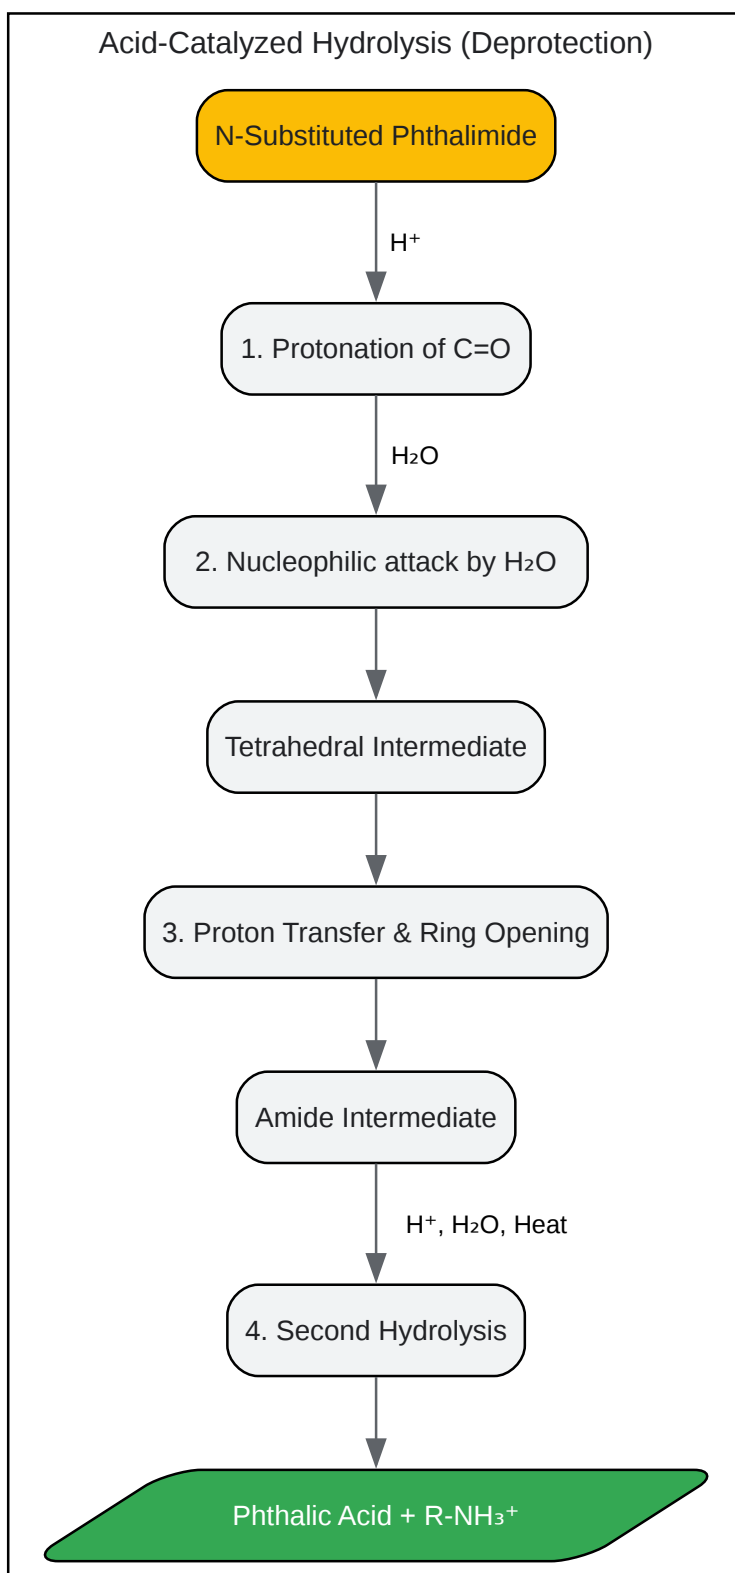 Acid-Catalyzed Hydrolysis (Deprotection)
N-Substituted Phthalimide
H⁺
1. Protonation of C=O
H₂O
2. Nucleophilic attack by H₂O
Tetrahedral Intermediate
3. Proton Transfer & Ring Opening
Amide Intermediate
H⁺, H₂O, Heat
4. Second Hydrolysis
Phthalic Acid + R-NH₃⁺